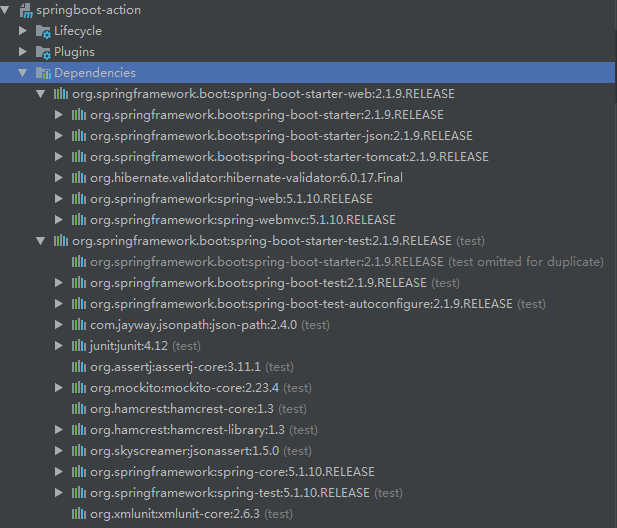 springboot-action
Lifecycle
Plugins
Dependencies
org.springframework.boot:spring-boot-starter-web:2.1.9.RELEASE
org.springframework.boot:spring-boot-starter:2.1.9.RELEASE
org.springframework.boot:spring-boot-starter-json:2.1.9.RELEASE
org.springframework.boot:spring-boot-starter-tomcat:2.1.9.RELEASE
org.hibernate.validator:hibernate-validator:6.0.17.Final
org.springframework:spring-web:5.1.10.RELEASE
org.springframework:spring-webmvc:5.1.10.RELEASE
org.springframework.boot:spring-boot-starter-test:2.1.9.RELEASE (test)
org.springframework.boot:spring-boot-starter:2.1.9.RELEASE (test omitted for duplicate)
org.springframework.boot:spring-boot-test:2.1.9.RELEASE (test)
org.springframework.boot:spring-boot-test-autoconfigure:2.1.9.RELEASE (test)
com.jayway.jsonpath:json-path:2.4.0 (test)
junit:junit:4.12 (test)
org.assertj:assertj-core:3.11.1 (test)
org.mockito:mockito-core:2.23.4 (test)
org.hamcrest:hamcrest-core:1.3 (test)
org.hamcrest:hamcrest-library:1.3 (test)
org.skyscreamer:jsonassert:1.5.0 (test)
org.springframework:spring-core:5.1.10.RELEASE
org.springframework:spring-test:5.1.10.RELEASE (test)
org.xmlunit:xmlunit-core:2.6.3 (test)